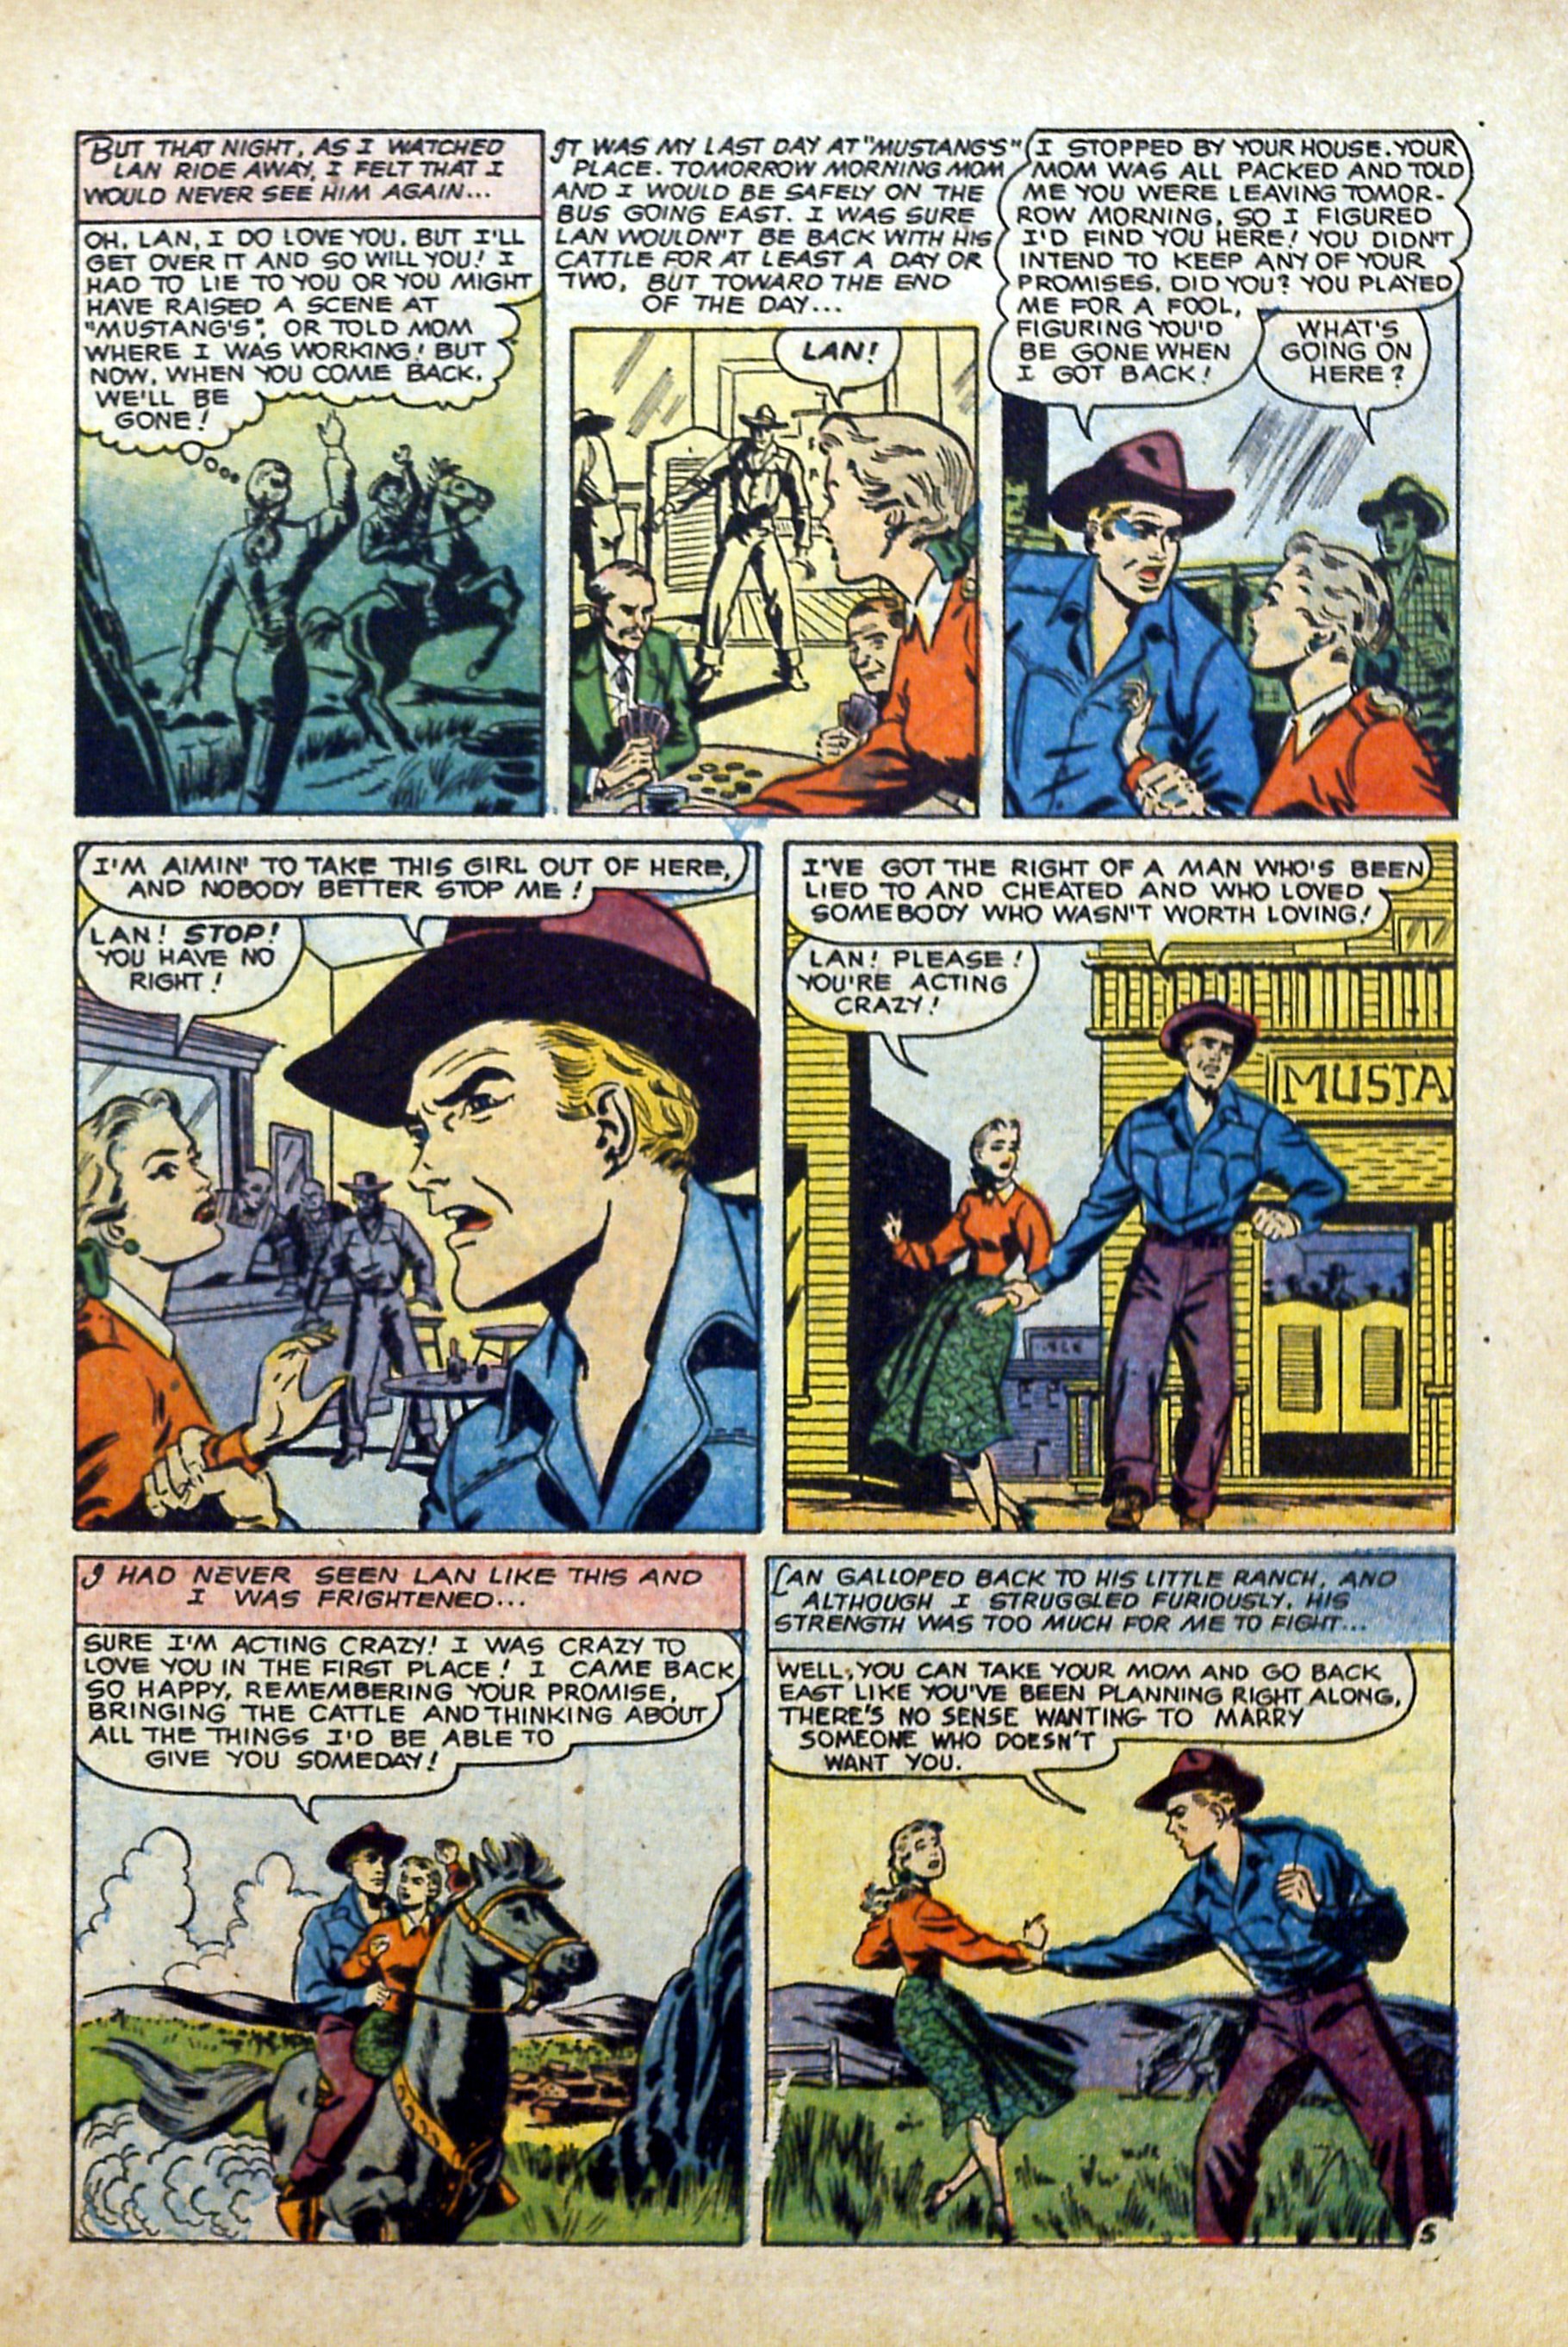 BUT THAT NIGHT, AS I WATCHED
LAN RIDE AWAY, I FELT THAT I
WOULD NEVER SEE HIM AGAIN...
OH, LAN, I DO LOVE YOU, BUT I'LL
GET OVER IT AND SO WILL YOU! I
HAD TO LIE TO YOU OR YOU MIGHT
HAVE RAISED A SCENE AT
"MUSTANG'S", OR TOLD MOM
WHERE I WAS WORKING! BUT
NOW, WHEN YOU COME BACK,
WE'LL BE
GONE!
IT WAS MY LAST DAY AT "MUSTANG'S"
PLACE. TOMORROW MORNING MOM
AND I WOULD BE SAFELY ON THE
BUS GOING EAST. I WAS SURE
LAN WOULDN'T BE BACK WITH HIS
CATTLE FOR AT LEAST A DAY OR
TWO, BUT TOWARD THE END
OF THE DAY...
LAN!
I STOPPED BY YOUR HOUSE. YOUR
MOM WAS ALL PACKED AND TOLD
ME YOU WERE LEAVING TOMOR-
ROW MORNING, SO I FIGURED
I'D FIND YOU HERE! YOU DIDN'T
INTEND TO KEEP ANY OF YOUR
PROMISES, DID YOU? YOU PLAYED
ME FOR A FOOL,
FIGURING YOU'D
BE GONE WHEN
I GOT BACK!
WHAT'S
GOING ON
HERE?
I'M AIMIN' TO TAKE THIS GIRL OUT OF HERE,
AND NOBODY BETTER STOP ME!
LAN! STOP!
YOU HAVE NO
RIGHT!
I'VE GOT THE RIGHT OF A MAN WHO'S BEEN
LIED TO AND CHEATED AND WHO LOVED
SOMEBODY WHO WASN'T WORTH LOVING!
LAN! PLEASE!
YOU'RE ACTING
CRAZY!
MUSTA
I HAD NEVER SEEN LAN LIKE THIS AND
I WAS FRIGHTENED...
SURE I'M ACTING CRAZY! I WAS CRAZY TO
LOVE YOU IN THE FIRST PLACE! I CAME BACK
SO HAPPY, REMEMBERING YOUR PROMISE,
BRINGING THE CATTLE AND THINKING ABOUT
ALL THE THINGS I'D BE ABLE TO
GIVE YOU SOMEDAY!
LAN GALLOPED BACK TO HIS LITTLE RANCH, AND
ALTHOUGH I STRUGGLED FURIOUSLY, HIS
STRENGTH WAS TOO MUCH FOR ME TO FIGHT...
WELL, YOU CAN TAKE YOUR MOM AND GO BACK
EAST LIKE YOU'VE BEEN PLANNING RIGHT ALONG,
THERE'S NO SENSE WANTING TO MARRY
SOMEONE WHO DOESN'T
WANT YOU.
5